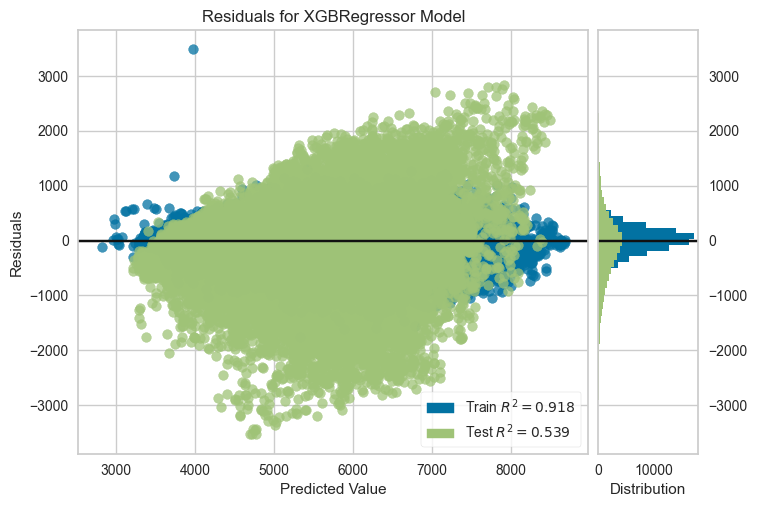 Residuals for XGBRegressor Model
Residuals
3000
2000
1000
0
−1000
−2000
−3000
3000
2000
1000
0
−1000
−2000
−3000
Train R² = 0.918
Test R² = 0.539
3000 4000 5000 6000 7000 8000
0 10000
Predicted Value
Distribution